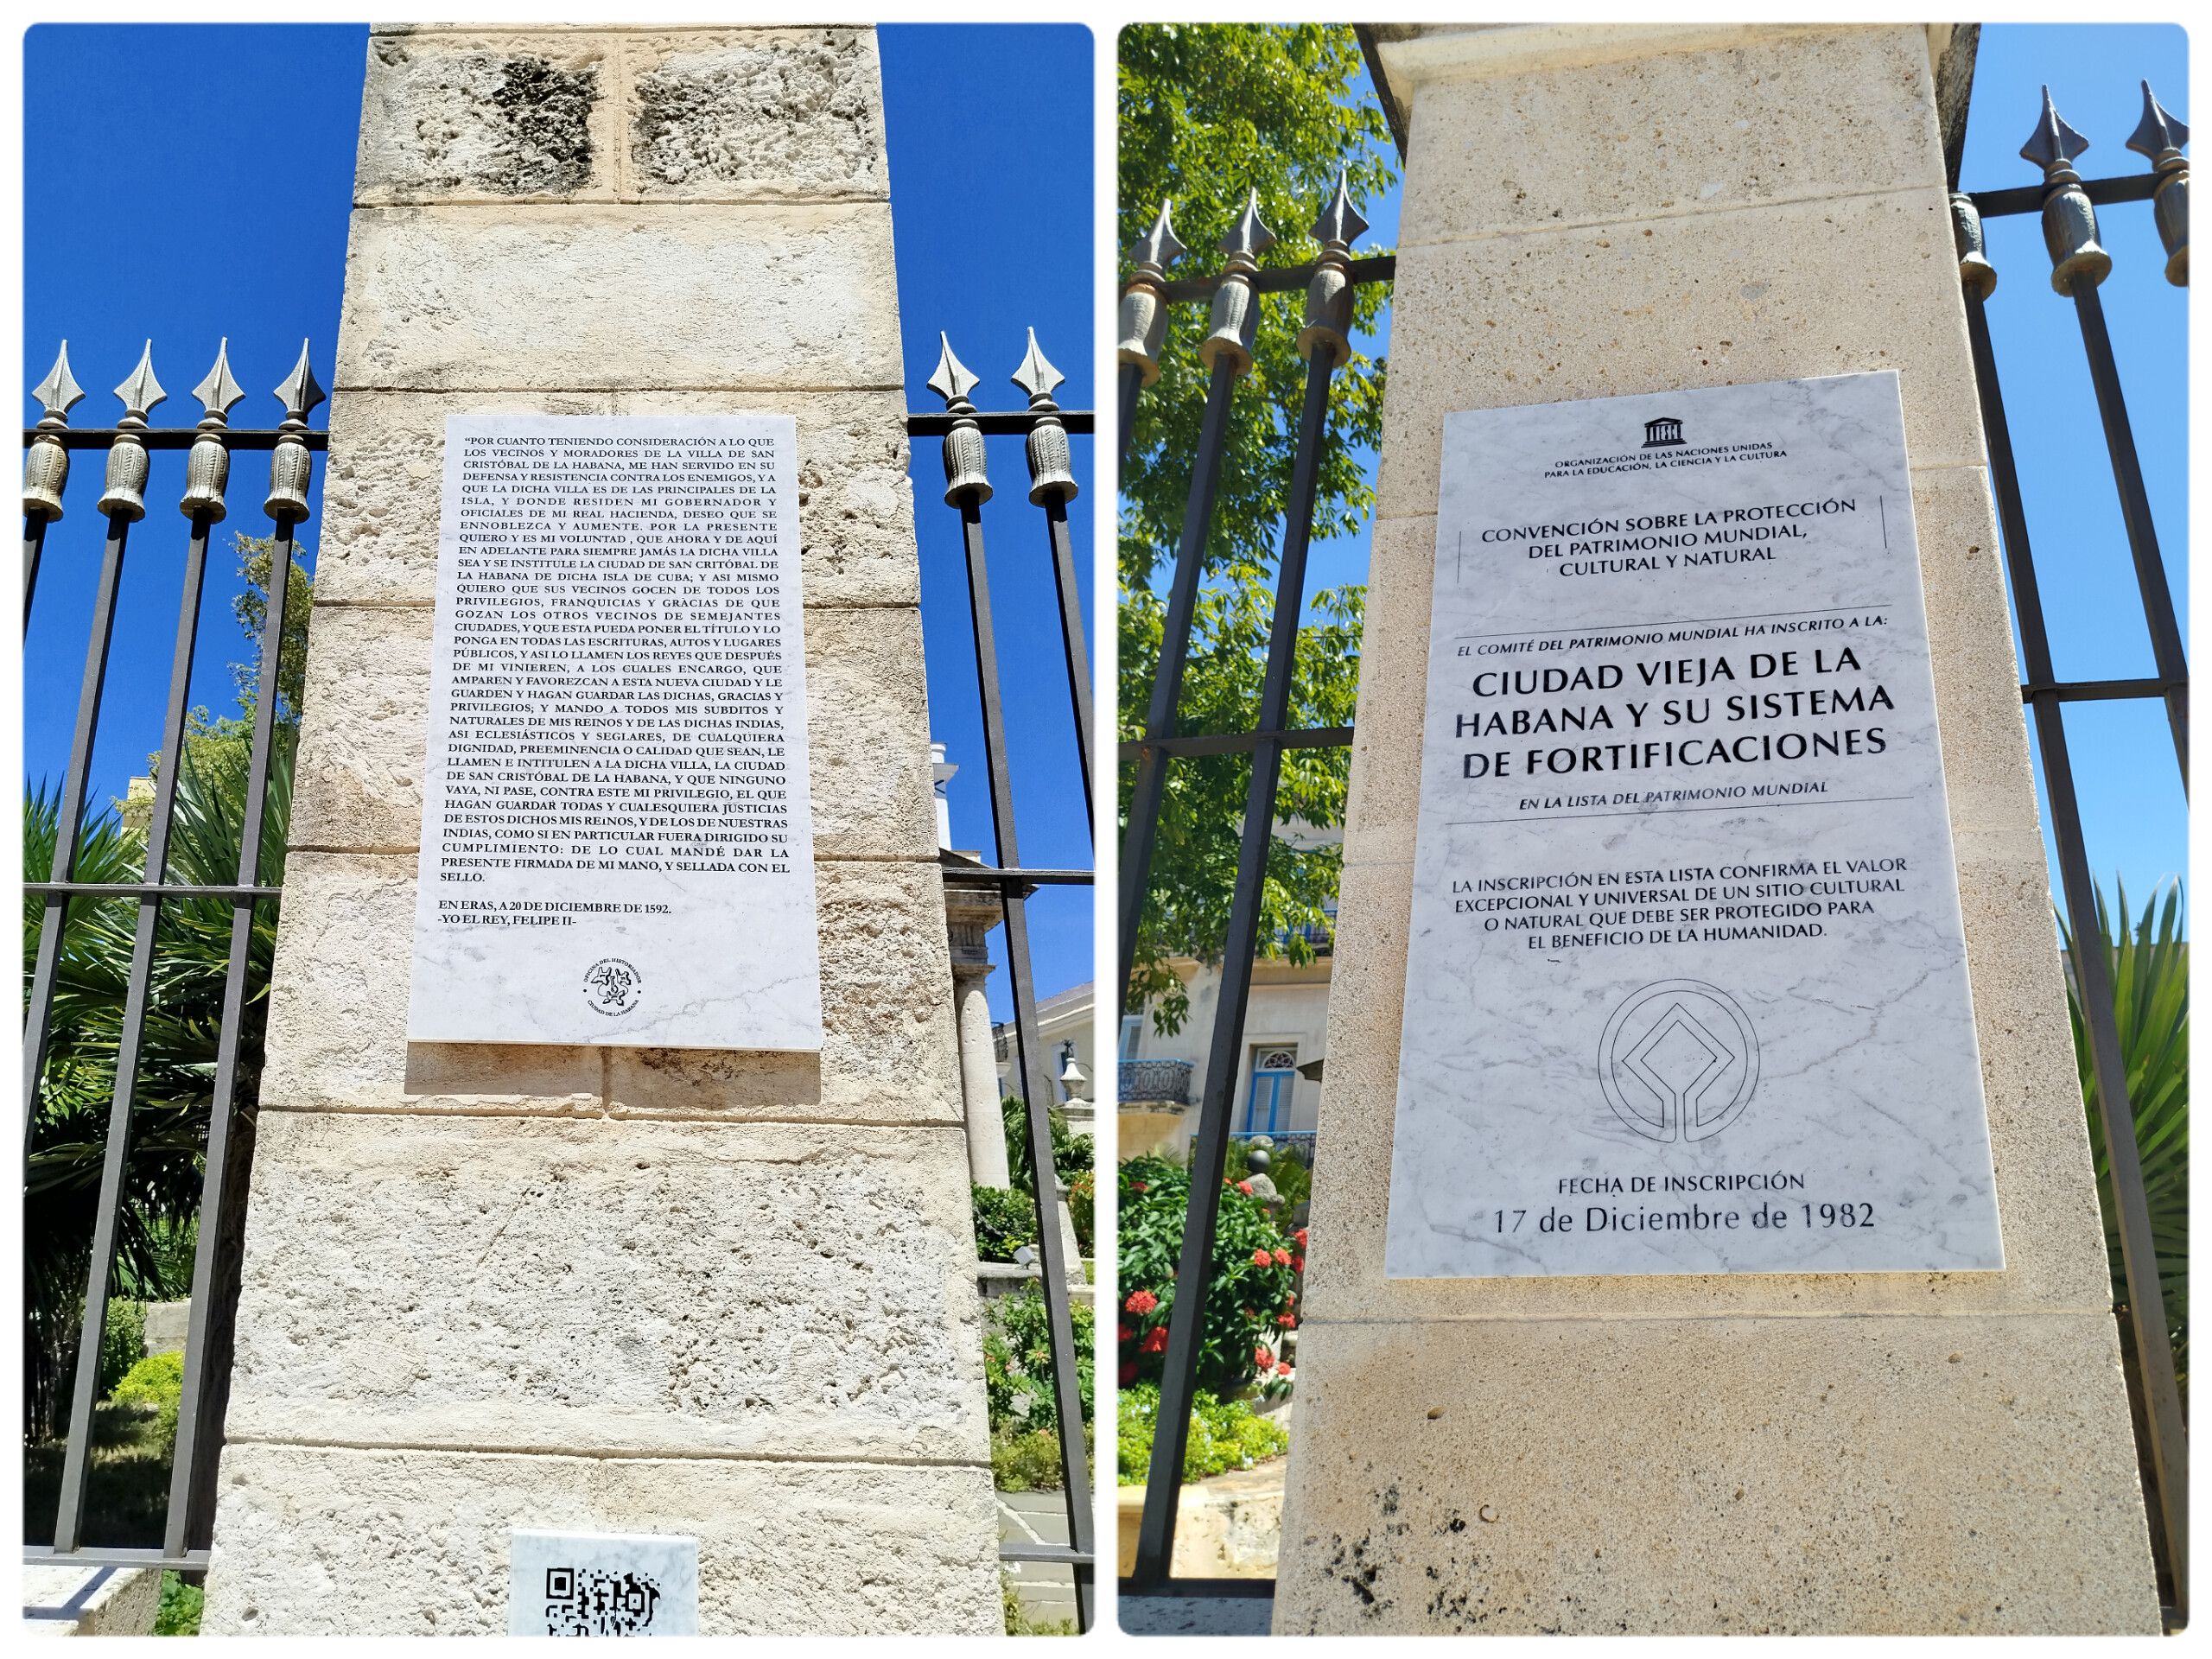 “POR CUANTO TENIENDO CONSIDERACIÓN A LO QUE
LOS VECINOS Y MORADORES DE LA VILLA DE SAN
CRISTÓBAL DE LA HABANA, ME HAN SERVIDO EN SU
DEFENSA Y RESISTENCIA CONTRA LOS ENEMIGOS, Y A
QUE LA DICHA VILLA ES DE LAS PRINCIPALES DE LA
ISLA, Y DONDE RESIDEN MI GOBERNADOR Y
OFICIALES DE MI REAL HACIENDA, DESEO QUE SE
ENNOBLEZCA Y AUMENTE. POR LA PRESENTE
QUIERO Y ES MI VOLUNTAD , QUE AHORA Y DE AQUÍ
EN ADELANTE PARA SIEMPRE JAMÁS LA DICHA VILLA
SEA Y SE INSTITULE LA CIUDAD DE SAN CRITÓBAL DE
LA HABANA DE DICHA ISLA DE CUBA; Y ASI MISMO
QUIERO QUE SUS VECINOS GOCEN DE TODOS LOS
PRIVILEGIOS, FRANQUICIAS Y GRÀCIAS DE QUE
GOZAN LOS OTROS VECINOS DE SEMEJANTES
CIUDADES, Y QUE ESTA PUEDA PONER EL TÍTULO Y LO
PONGA EN TODAS LAS ESCRITURAS, AUTOS Y LUGARES
PÚBLICOS, Y ASI LO LLAMEN LOS REYES QUE DESPUÉS
DE MI VINIEREN, A LOS CUALES ENCARGO, QUE
AMPAREN Y FAVOREZCAN A ESTA NUEVA CIUDAD Y LE
GUARDEN Y HAGAN GUARDAR LAS DICHAS, GRACIAS Y
PRIVILEGIOS; Y MANDO A TODOS MIS SUBDITOS Y
NATURALES DE MIS REINOS Y DE LAS DICHAS INDIAS,
ASI ECLESIÁSTICOS Y SEGLARES, DE CUALQUIERA
DIGNIDAD, PREEMINENCIA O CALIDAD QUE SEAN, LE
LLAMEN E INTITULEN A LA DICHA VILLA, LA CIUDAD
DE SAN CRISTÓBAL DE LA HABANA, Y QUE NINGUNO
VAYA, NI PASE, CONTRA ESTE MI PRIVILEGIO, EL QUE
HAGAN GUARDAR TODAS Y CUALESQUIERA JUSTICIAS
DE ESTOS DICHOS MIS REINOS, Y DE LOS DE NUESTRAS
INDIAS, COMO SI EN PARTICULAR FUERA DIRIGIDO SU
CUMPLIMIENTO: DE LO CUAL MANDÉ DAR LA
PRESENTE FIRMADA DE MI MANO, Y SELLADA CON EL
SELLO.
EN ERAS, A 20 DE DICIEMBRE DE 1592.
-YO EL REY, FELIPE II-
OFICINA DEL HISTORIADOR
CIUDAD DE LA HABANA
ORGANIZACIÓN DE LAS NACIONES UNIDAS
PARA LA EDUCACIÓN, LA CIENCIA Y LA CULTURA
CONVENCIÓN SOBRE LA PROTECCIÓN
DEL PATRIMONIO MUNDIAL,
CULTURAL Y NATURAL
EL COMITÉ DEL PATRIMONIO MUNDIAL HA INSCRITO A LA:
CIUDAD VIEJA DE LA
HABANA Y SU SISTEMA
DE FORTIFICACIONES
EN LA LISTA DEL PATRIMONIO MUNDIAL
LA INSCRIPCIÓN EN ESTA LISTA CONFIRMA EL VALOR
EXCEPCIONAL Y UNIVERSAL DE UN SITIO CULTURAL
O NATURAL QUE DEBE SER PROTEGIDO PARA
EL BENEFICIO DE LA HUMANIDAD.
FECHA DE INSCRIPCIÓN
17 de Diciembre de 1982